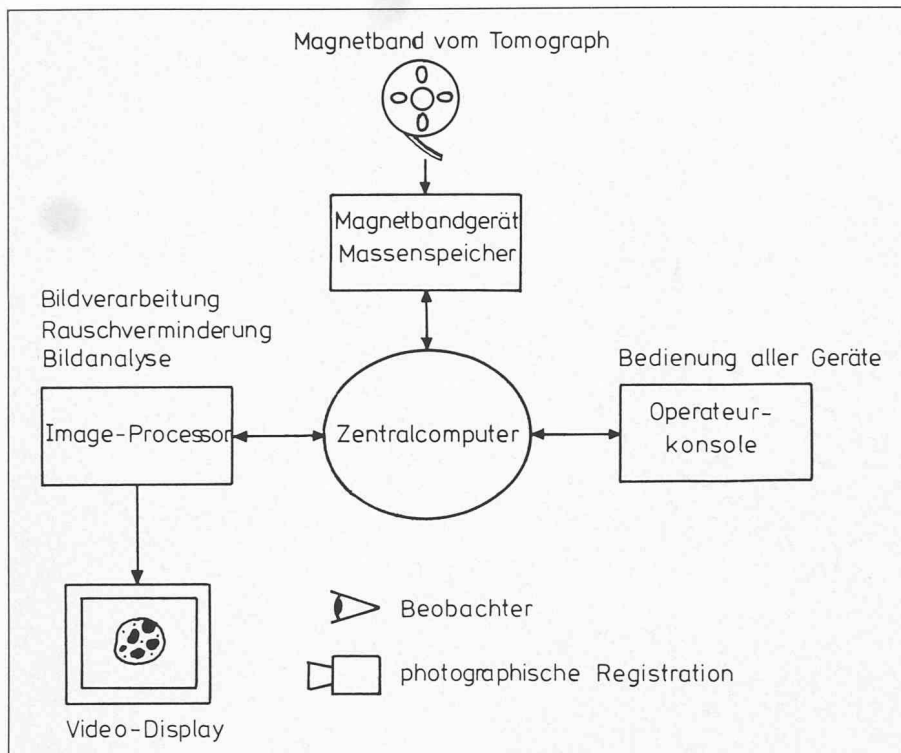 Magnetband vom Tomograph
Magnetbandgerät
Massenspeicher
Bildverarbeitung
Rauschverminderung
Bildanalyse
Image-Processor
Zentralcomputer
Bedienung aller Geräte
Operateur-
konsole
Beobachter
photographische Registration
Video-Display